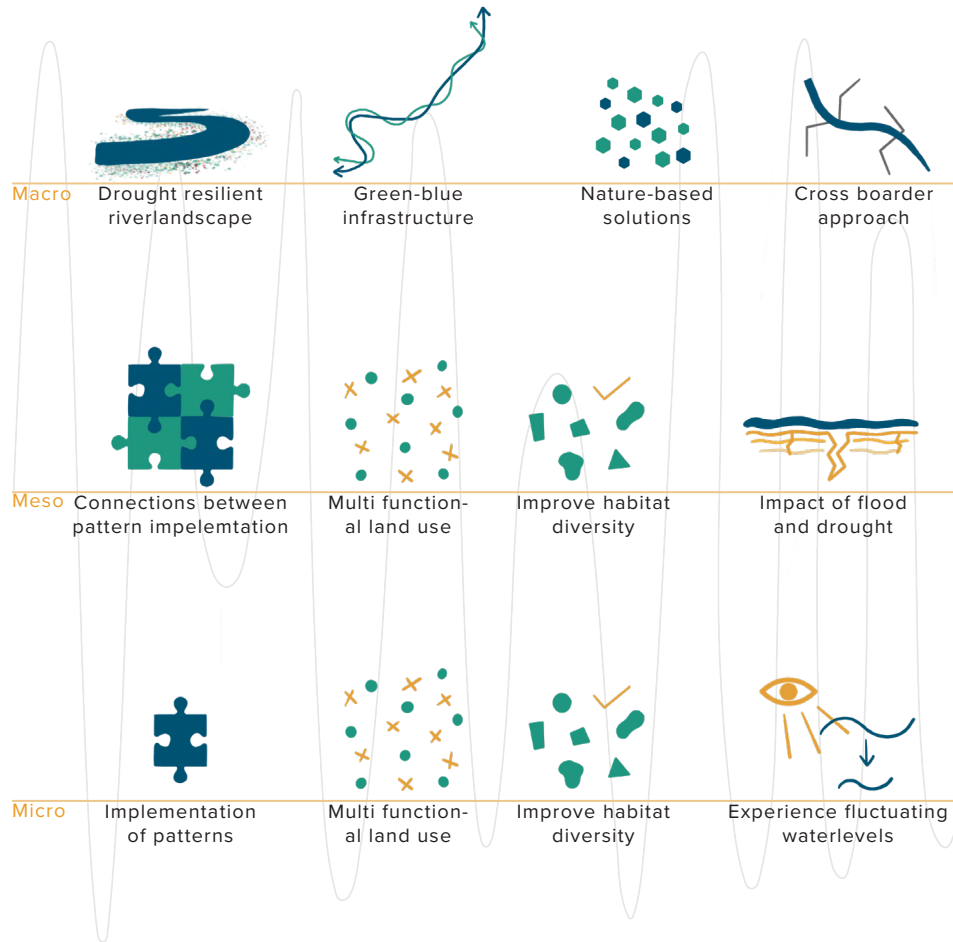 Macro
Drought resilient
riverlandscape
Green-blue
infrastructure
Nature-based
solutions
Cross boarder
approach
Meso
Connections between
pattern impelemtation
Multi function-
al land use
Improve habitat
diversity
Impact of flood
and drought
Micro
Implementation
of patterns
Multi function-
al land use
Improve habitat
diversity
Experience fluctuating
waterlevels